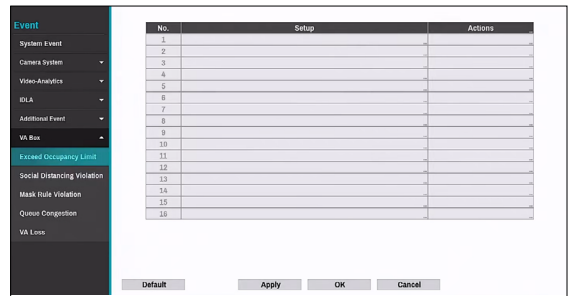 Event
System Event
Camera System
Video-Analytics
IDLA
Additional Event
VA Box
Exceed Occupancy Limit
Social Distancing Violation
Mask Rule Violation
Queue Congestion
VA Loss
No. Setup Actions ...
1 ... ...
2 ... ...
3 ... ...
4 ... ...
5 ... ...
6 ... ...
7 ... ...
8 ... ...
9 ... ...
10 ... ...
11 ... ...
12 ... ...
13 ... ...
14 ... ...
15 ... ...
16 ... ...
Default Apply OK Cancel